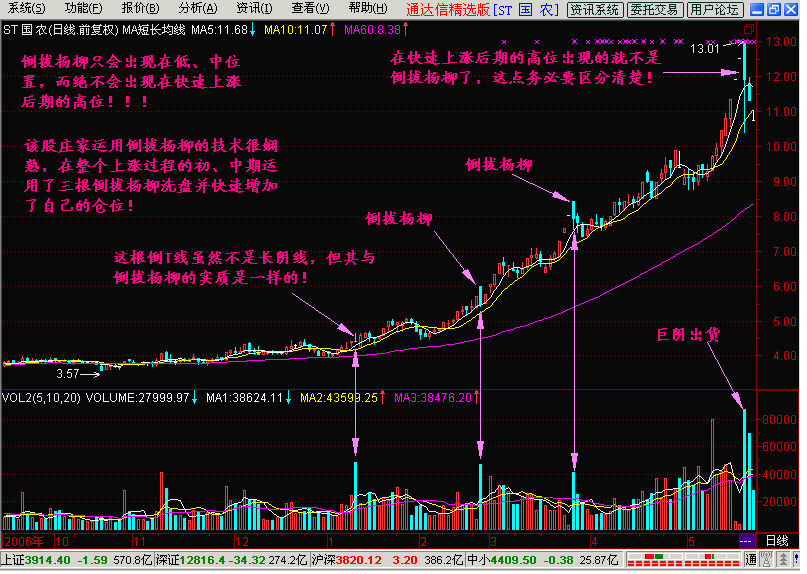 系统(S) 功能(F) 报价(B) 分析(A) 资讯(I) 查看(V) 帮助(H) 通达信精选版 [ST 国 农] 资讯系统 委托交易 用户论坛
ST 国 农(日线.前复权) MA短长均线 MA5:11.68↓ MA10:11.07↑ MA60:8.38↑
13.01
13.00
倒拔杨柳只会出现在低、中位
置，而绝不会出现在快速上涨
后期的高位！！！
在快速上涨后期的高位出现的就不是
倒拔杨柳了，这点务必要区分清楚！
12.00
11.00
该股庄家运用倒拔杨柳的技术很娴
熟，在整个上涨过程的初、中期运
用了三根倒拔杨柳洗盘并快速增加
了自己的仓位！
10.00
倒拔杨柳
9.00
倒拔杨柳
8.00
这根倒T线虽然不是长阴线，但其与
倒拔杨柳的实质是一样的！
7.00
6.00
5.00
巨阴出货
4.00
3.57
VOL2(5,10,20) VOLUME:27999.97↓ MA1:38624.11↓ MA2:43599.25↑ MA3:38476.20↑
80000
60000
40000
20000
2006年 10 11 12 1 2 3 4 5 日线
上证3914.40 -1.59 570.8亿 深证12816.4 -34.32 274.2亿 沪深3820.12 3.20 386.2亿 中小4409.50 -0.38 25.87亿 通